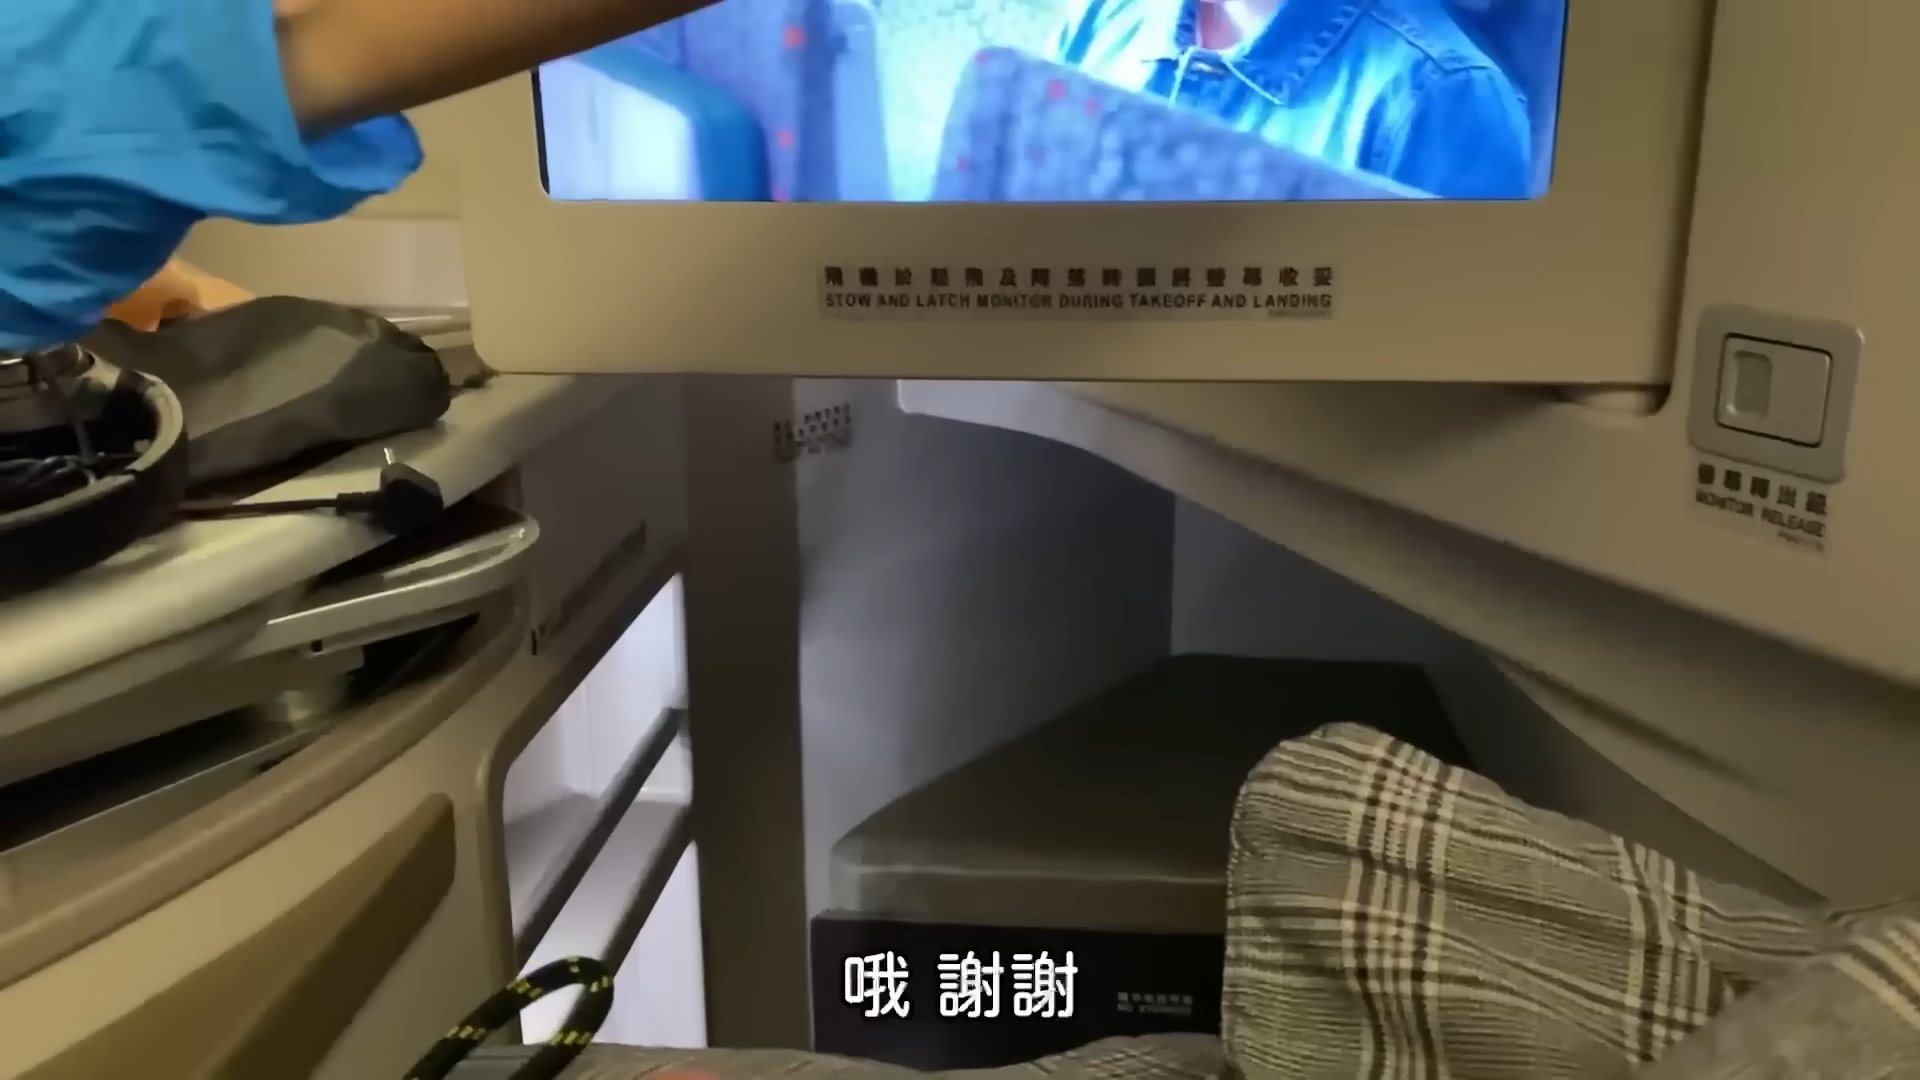 飛機於起飛及降落時請將螢幕收妥
STOW AND LATCH MONITOR DURING TAKEOFF AND LANDING
螢幕釋出鈕
MONITOR RELEASE
哦 謝謝